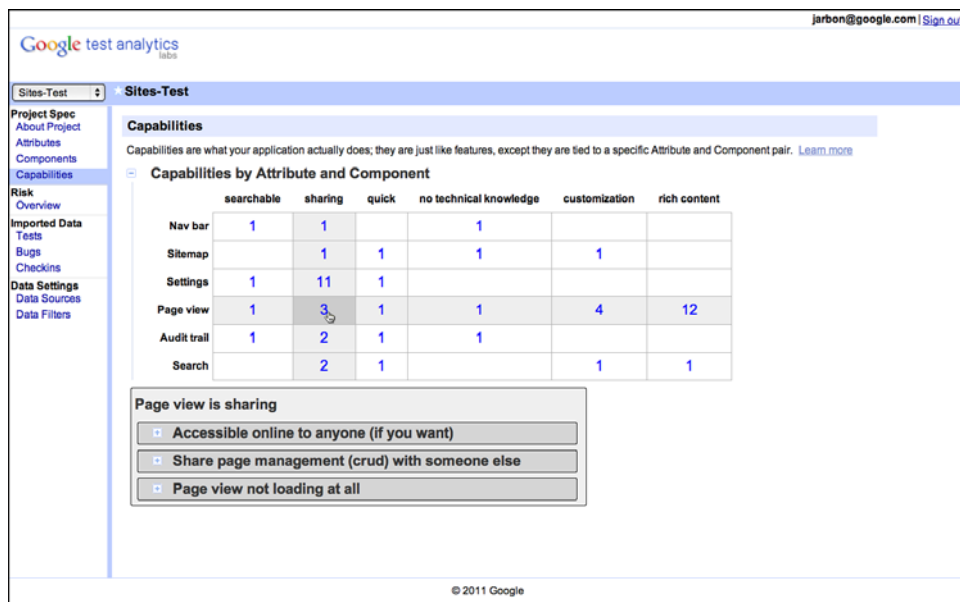 jarbon@google.com | Sign out
Google test analytics
labs
Sites-Test
Sites-Test
Project Spec
About Project
Attributes
Components
Capabilities
Risk
Overview
Imported Data
Tests
Bugs
Checkins
Data Settings
Data Sources
Data Filters
Capabilities
Capabilities are what your application actually does; they are just like features, except they are tied to a specific Attribute and Component pair. Learn more
Capabilities by Attribute and Component
searchable sharing quick no technical knowledge customization rich content
Nav bar 1 1 1
Sitemap 1 1 1 1
Settings 1 11 1
Page view 1 3 1 1 4 12
Audit trail 1 2 1 1
Search 2 1 1 1
Page view is sharing
Accessible online to anyone (if you want)
Share page management (crud) with someone else
Page view not loading at all
© 2011 Google